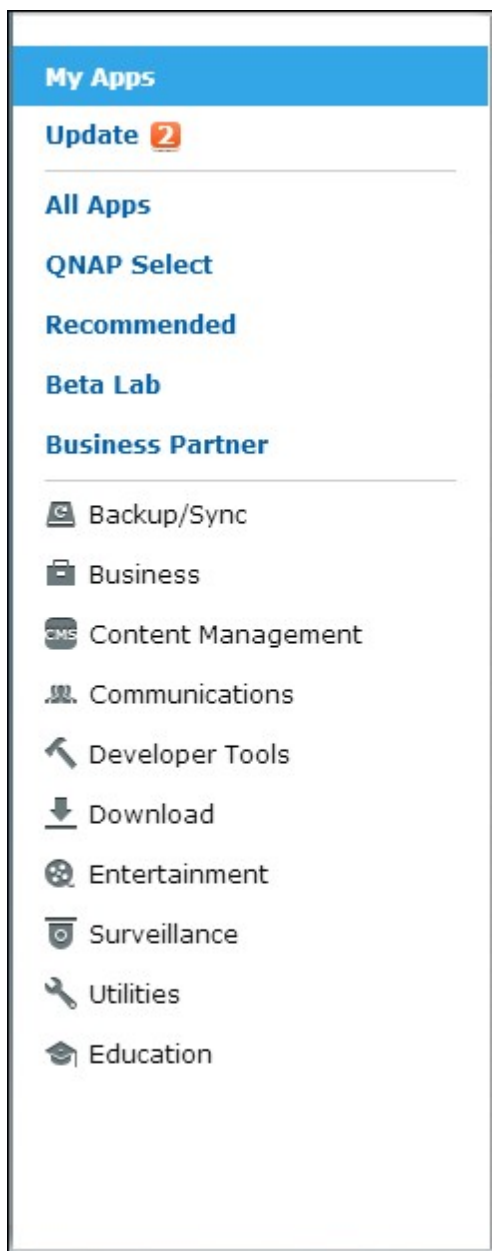 My Apps
Update 2
All Apps
QNAP Select
Recommended
Beta Lab
Business Partner
Backup/Sync
Business
CMS Content Management
Communications
Developer Tools
Download
Entertainment
Surveillance
Utilities
Education